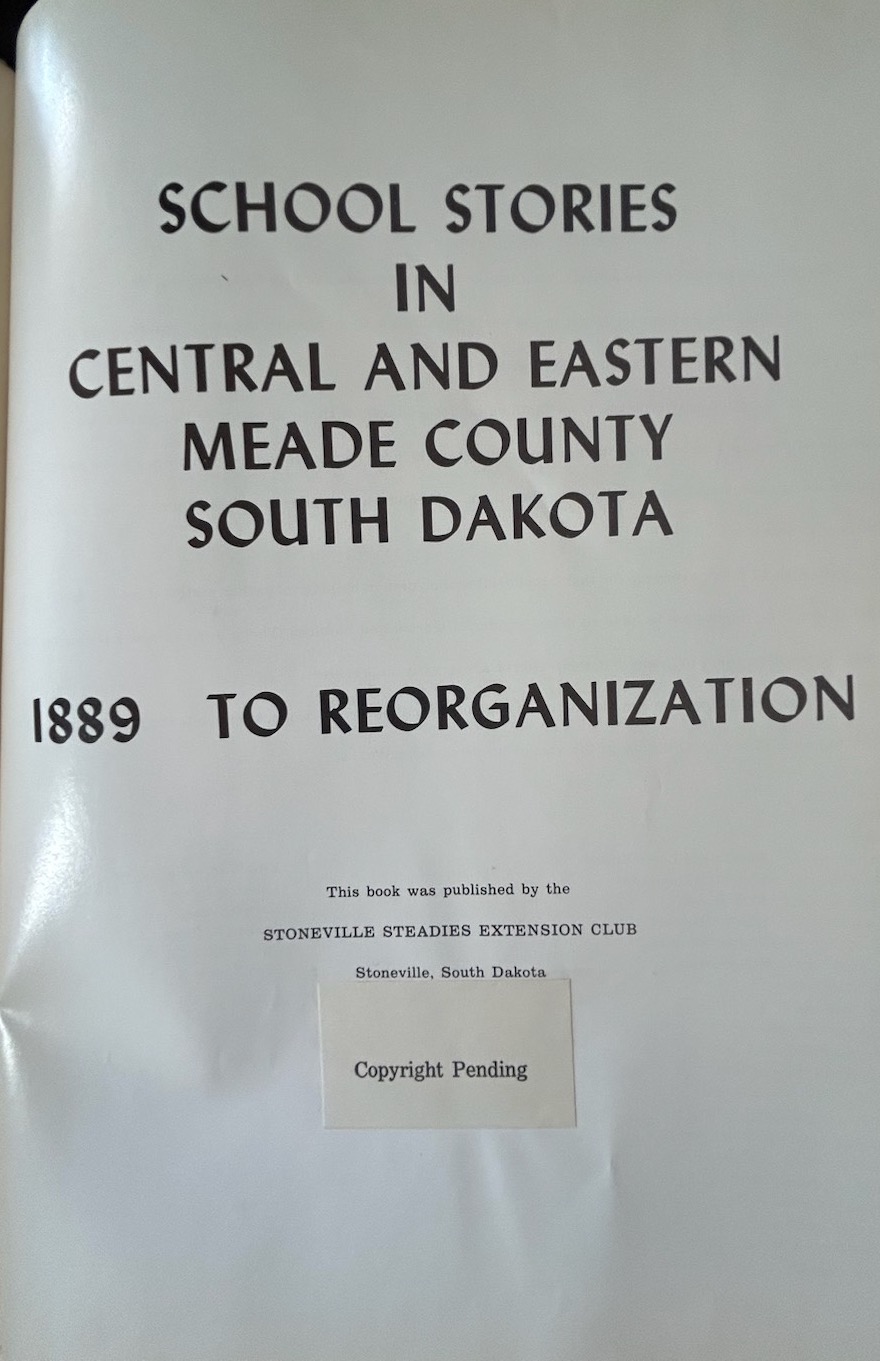 SCHOOL STORIES
IN
CENTRAL AND EASTERN
MEADE COUNTY
SOUTH DAKOTA
1889 TO REORGANIZATION
This book was published by the
STONEVILLE STEADIES EXTENSION CLUB
Stoneville, South Dakota
Copyright Pending